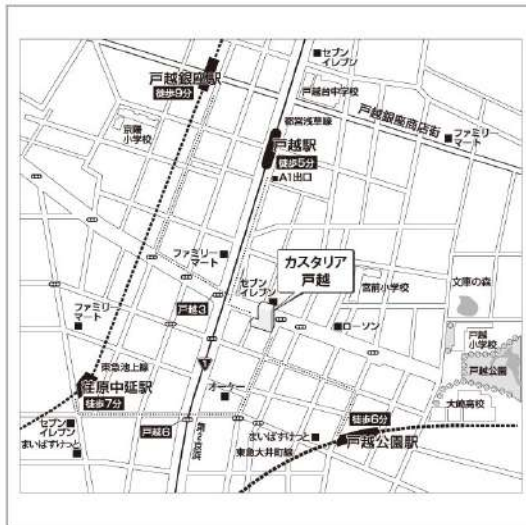 セブン
イレブン
戸越銀座駅
徒歩9分
戸越台中学校
都営浅草線
戸越銀座商店街
京陽
小学校
ファミリー
マート
戸越駅
徒歩5分
A1出口
ファミリー
マート
カスタリア
戸越
セブン
イレブン
宮前小学校
文庫の森
戸越3
ファミリー
マート
ローソン
戸越
小学校
1
東急池上線
戸越公園
荏原中延駅
徒歩7分
オーケー
大崎高校
セブン
イレブン
戸越6
第2京浜
徒歩6分
まいばすけっと
まいばすけっと
戸越公園駅
東急大井町線